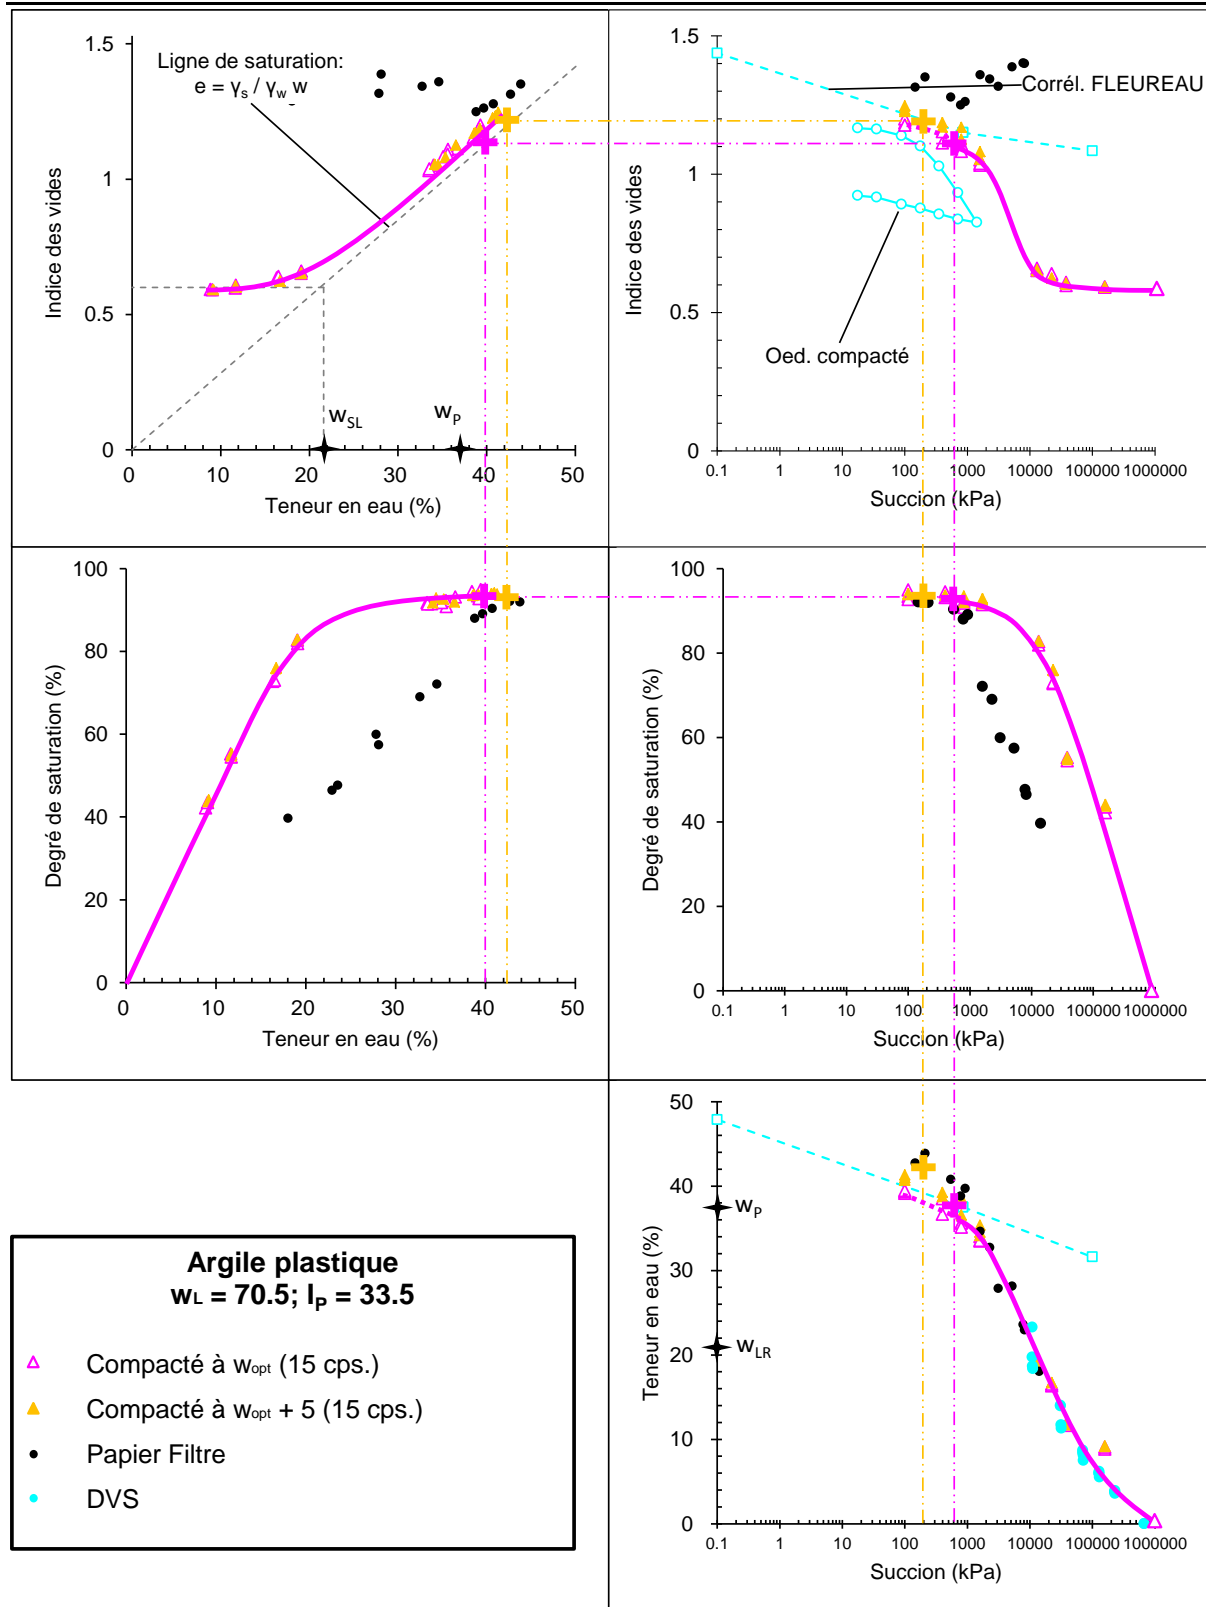 1.5
1
0.5
0
Indice des vides
Ligne de saturation:
e = γs / γw w
wSL
wP
0
10
20
30
40
50
Teneur en eau (%)
1.5
1
0.5
0
Indice des vides
Corrél. FLEUREAU
Oed. compacté
0.1
1
10
100
1000
10000
100000
1000000
Succion (kPa)
100
80
60
40
20
0
Degré de saturation (%)
0
10
20
30
40
50
Teneur en eau (%)
100
80
60
40
20
0
Degré de saturation (%)
0.1
1
10
100
1000
10000
100000
1000000
Succion (kPa)
50
40
30
20
10
0
Teneur en eau (%)
wP
wLR
0.1
1
10
100
1000
10000
100000
1000000
Succion (kPa)
Argile plastique
wL = 70.5; IP = 33.5
Compacté à wopt (15 cps.)
Compacté à wopt + 5 (15 cps.)
Papier Filtre
DVS